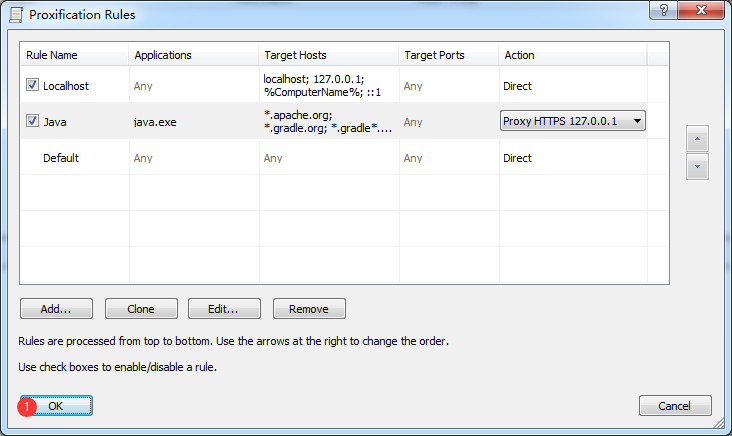 Proxification Rules
Rule Name Applications Target Hosts Target Ports Action
Localhost Any localhost; 127.0.0.1; %ComputerName%; ::1 Any Direct
Java java.exe *.apache.org; *.gradle.org; *.gradle*.... Any Proxy HTTPS 127.0.0.1
Default Any Any Any Direct
Add... Clone Edit... Remove
Rules are processed from top to bottom. Use the arrows at the right to change the order.
Use check boxes to enable/disable a rule.
1 OK Cancel